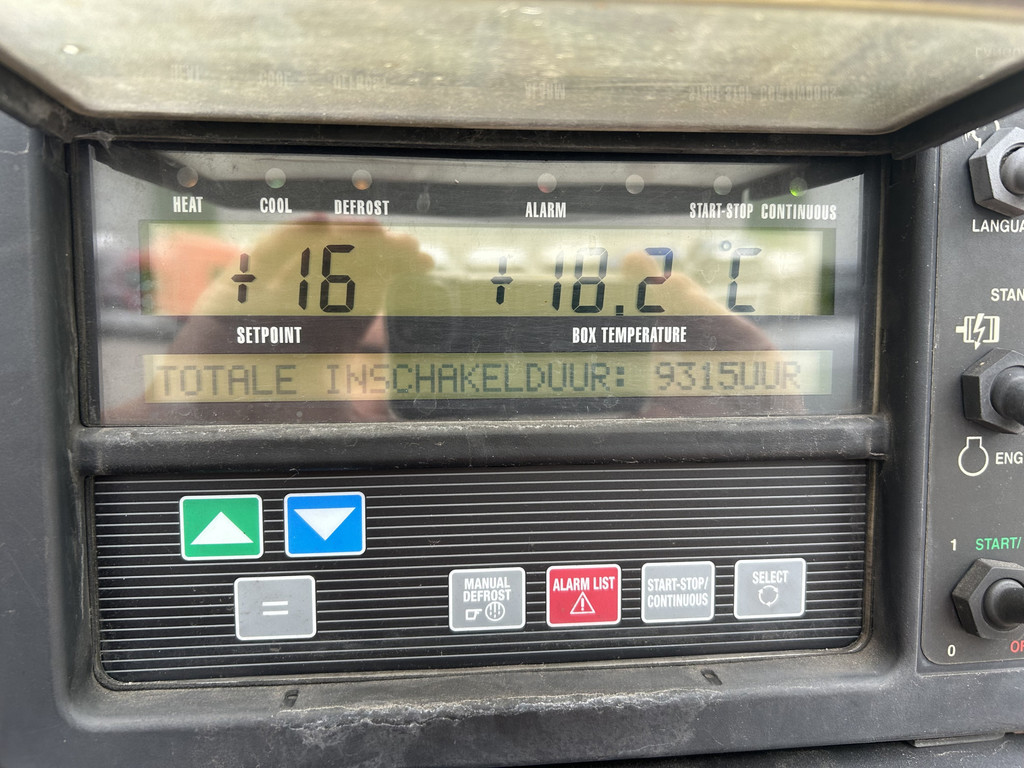 HEAT COOL DEFROST ALARM START-STOP CONTINUOUS
+16 +18.2 °C
SETPOINT BOX TEMPERATURE
TOTALE INSCHAKELDUUR: 9315UUR
=
MANUAL DEFROST
ALARM LIST
START-STOP/ CONTINUOUS
SELECT
LANGUA
STAN
ENG
1 START/
0 OF